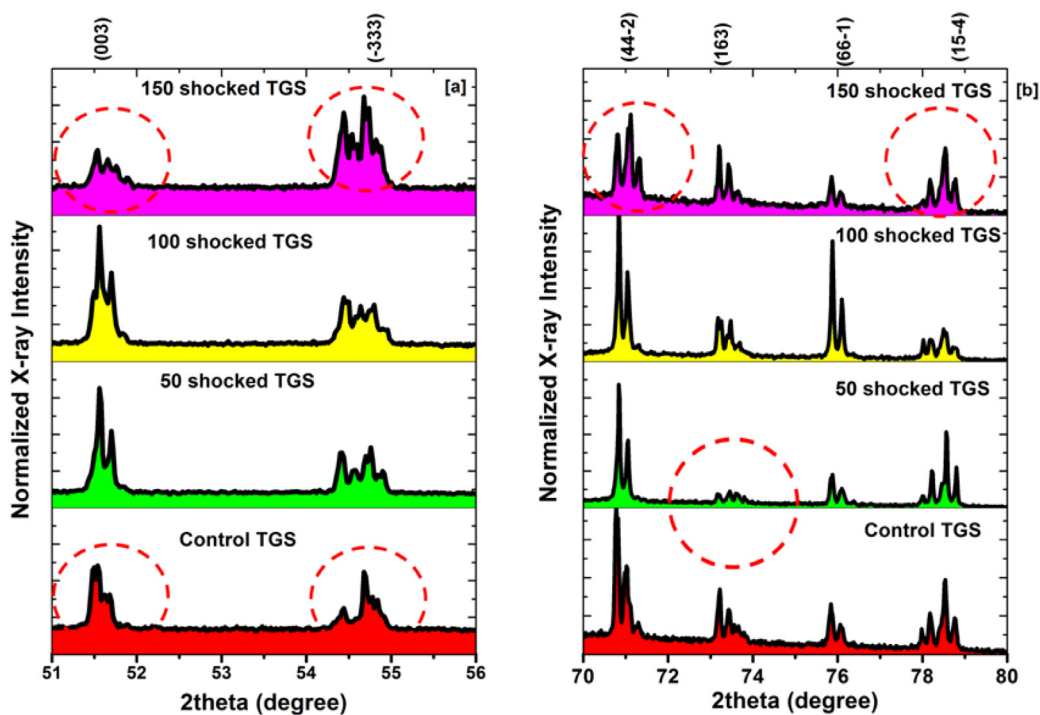 (003)
(-333)
150 shocked TGS
[a]
100 shocked TGS
50 shocked TGS
Control TGS
Normalized X-ray Intensity
51 52 53 54 55 56
2theta (degree)
(44-2)
(163)
(66-1)
(15-4)
150 shocked TGS
[b]
100 shocked TGS
50 shocked TGS
Control TGS
Normalized X-ray Intensity
70 72 74 76 78 80
2theta (degree)